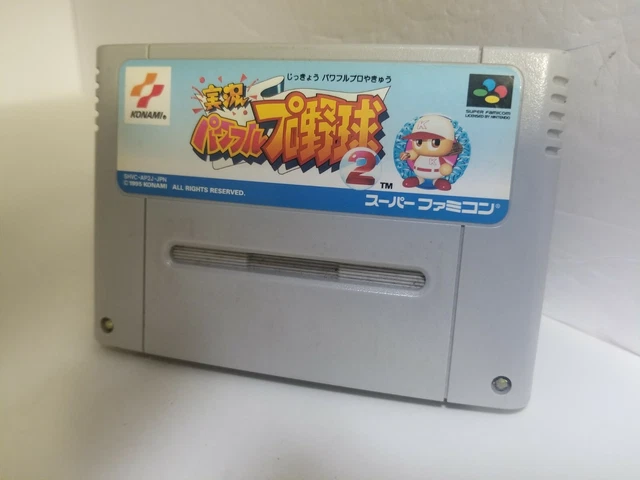 KONAMI®
じっきょう パワフルプロやきゅう
実況
パワフル プロ野球
2™
SUPER FAMICOM
LICENSED BY NINTENDO
SHVC-AP2J-JPN
©1995 KONAMI ALL RIGHTS RESERVED.
スーパーファミコン®